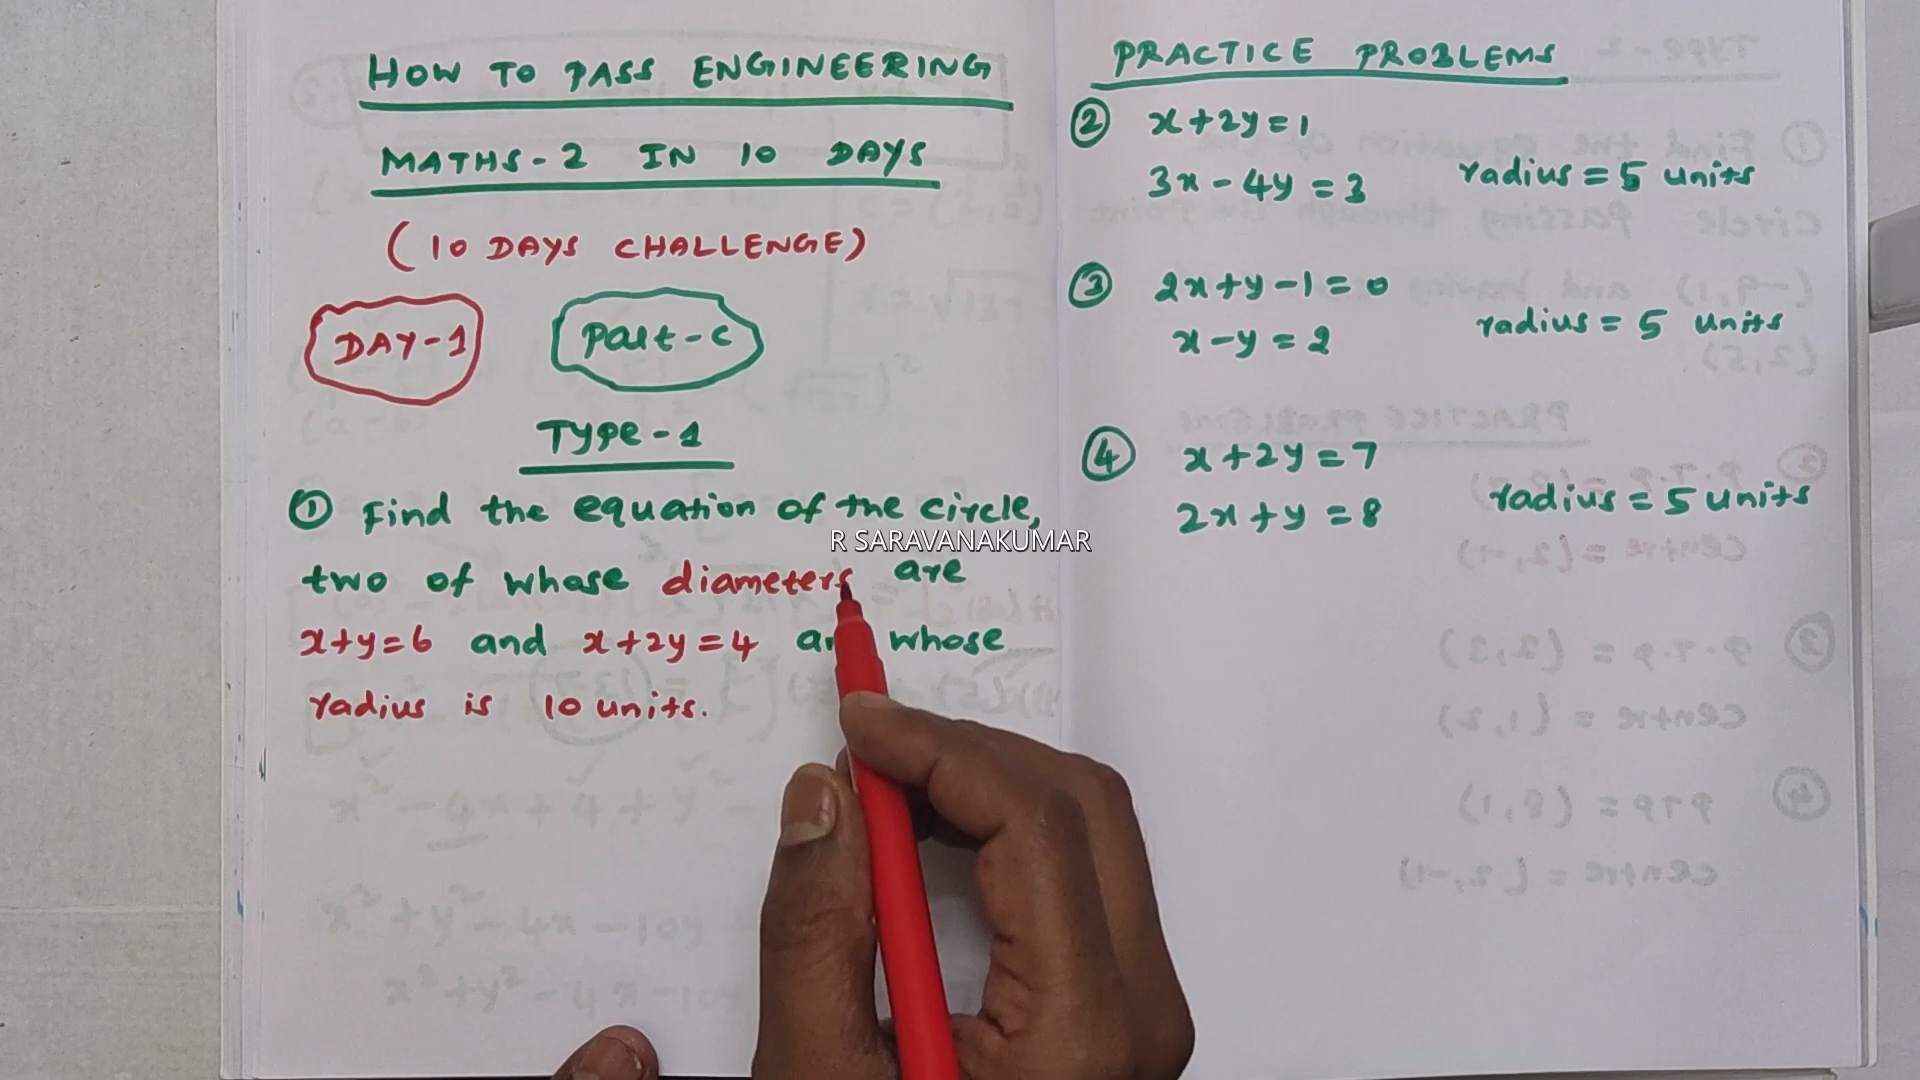 HOW TO PASS ENGINEERING
MATHS-2 IN 10 DAYS
(10 DAYS CHALLENGE)
DAY-1
Part-C
TYPE-1
① Find the equation of the circle,
two of whose diameters are
x+y=6 and x+2y=4 whose
radius is 10 units.
R SARAVANAKUMAR
PRACTICE PROBLEMS
② x+2y=1
3x-4y=3 radius=5 units
③ 2x+y-1=0
x-y=2 radius=5 units
④ x+2y=7
2x+y=8 radius=5 units